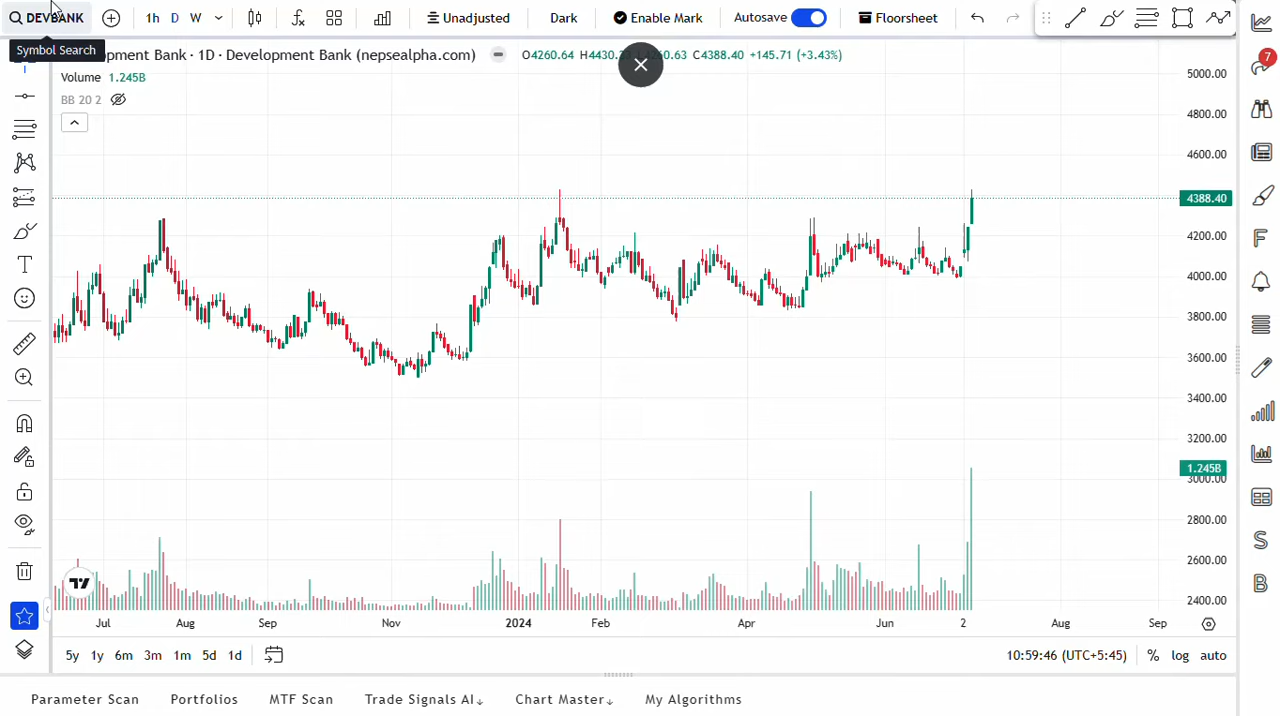 DEVBANK 1h D W Unadjusted Dark Enable Mark Autosave Floorsheet
Symbol Search
elopment Bank · 1D · Development Bank (nepsealpha.com) O4260.64 H4430.23 L4260.63 C4388.40 +145.71 (+3.43%)
Volume 1.245B
BB 20 2
7
5000.00
4800.00
4600.00
4388.40
4200.00
4000.00
3800.00
3600.00
3400.00
3200.00
1.245B
3000.00
2800.00
2600.00
2400.00
F
S
B
Jul Aug Sep Nov 2024 Feb Apr Jun 2 Aug Sep
5y 1y 6m 3m 1m 5d 1d 10:59:46 (UTC+5:45) % log auto
Parameter Scan Portfolios MTF Scan Trade Signals AI↓ Chart Master↓ My Algorithms